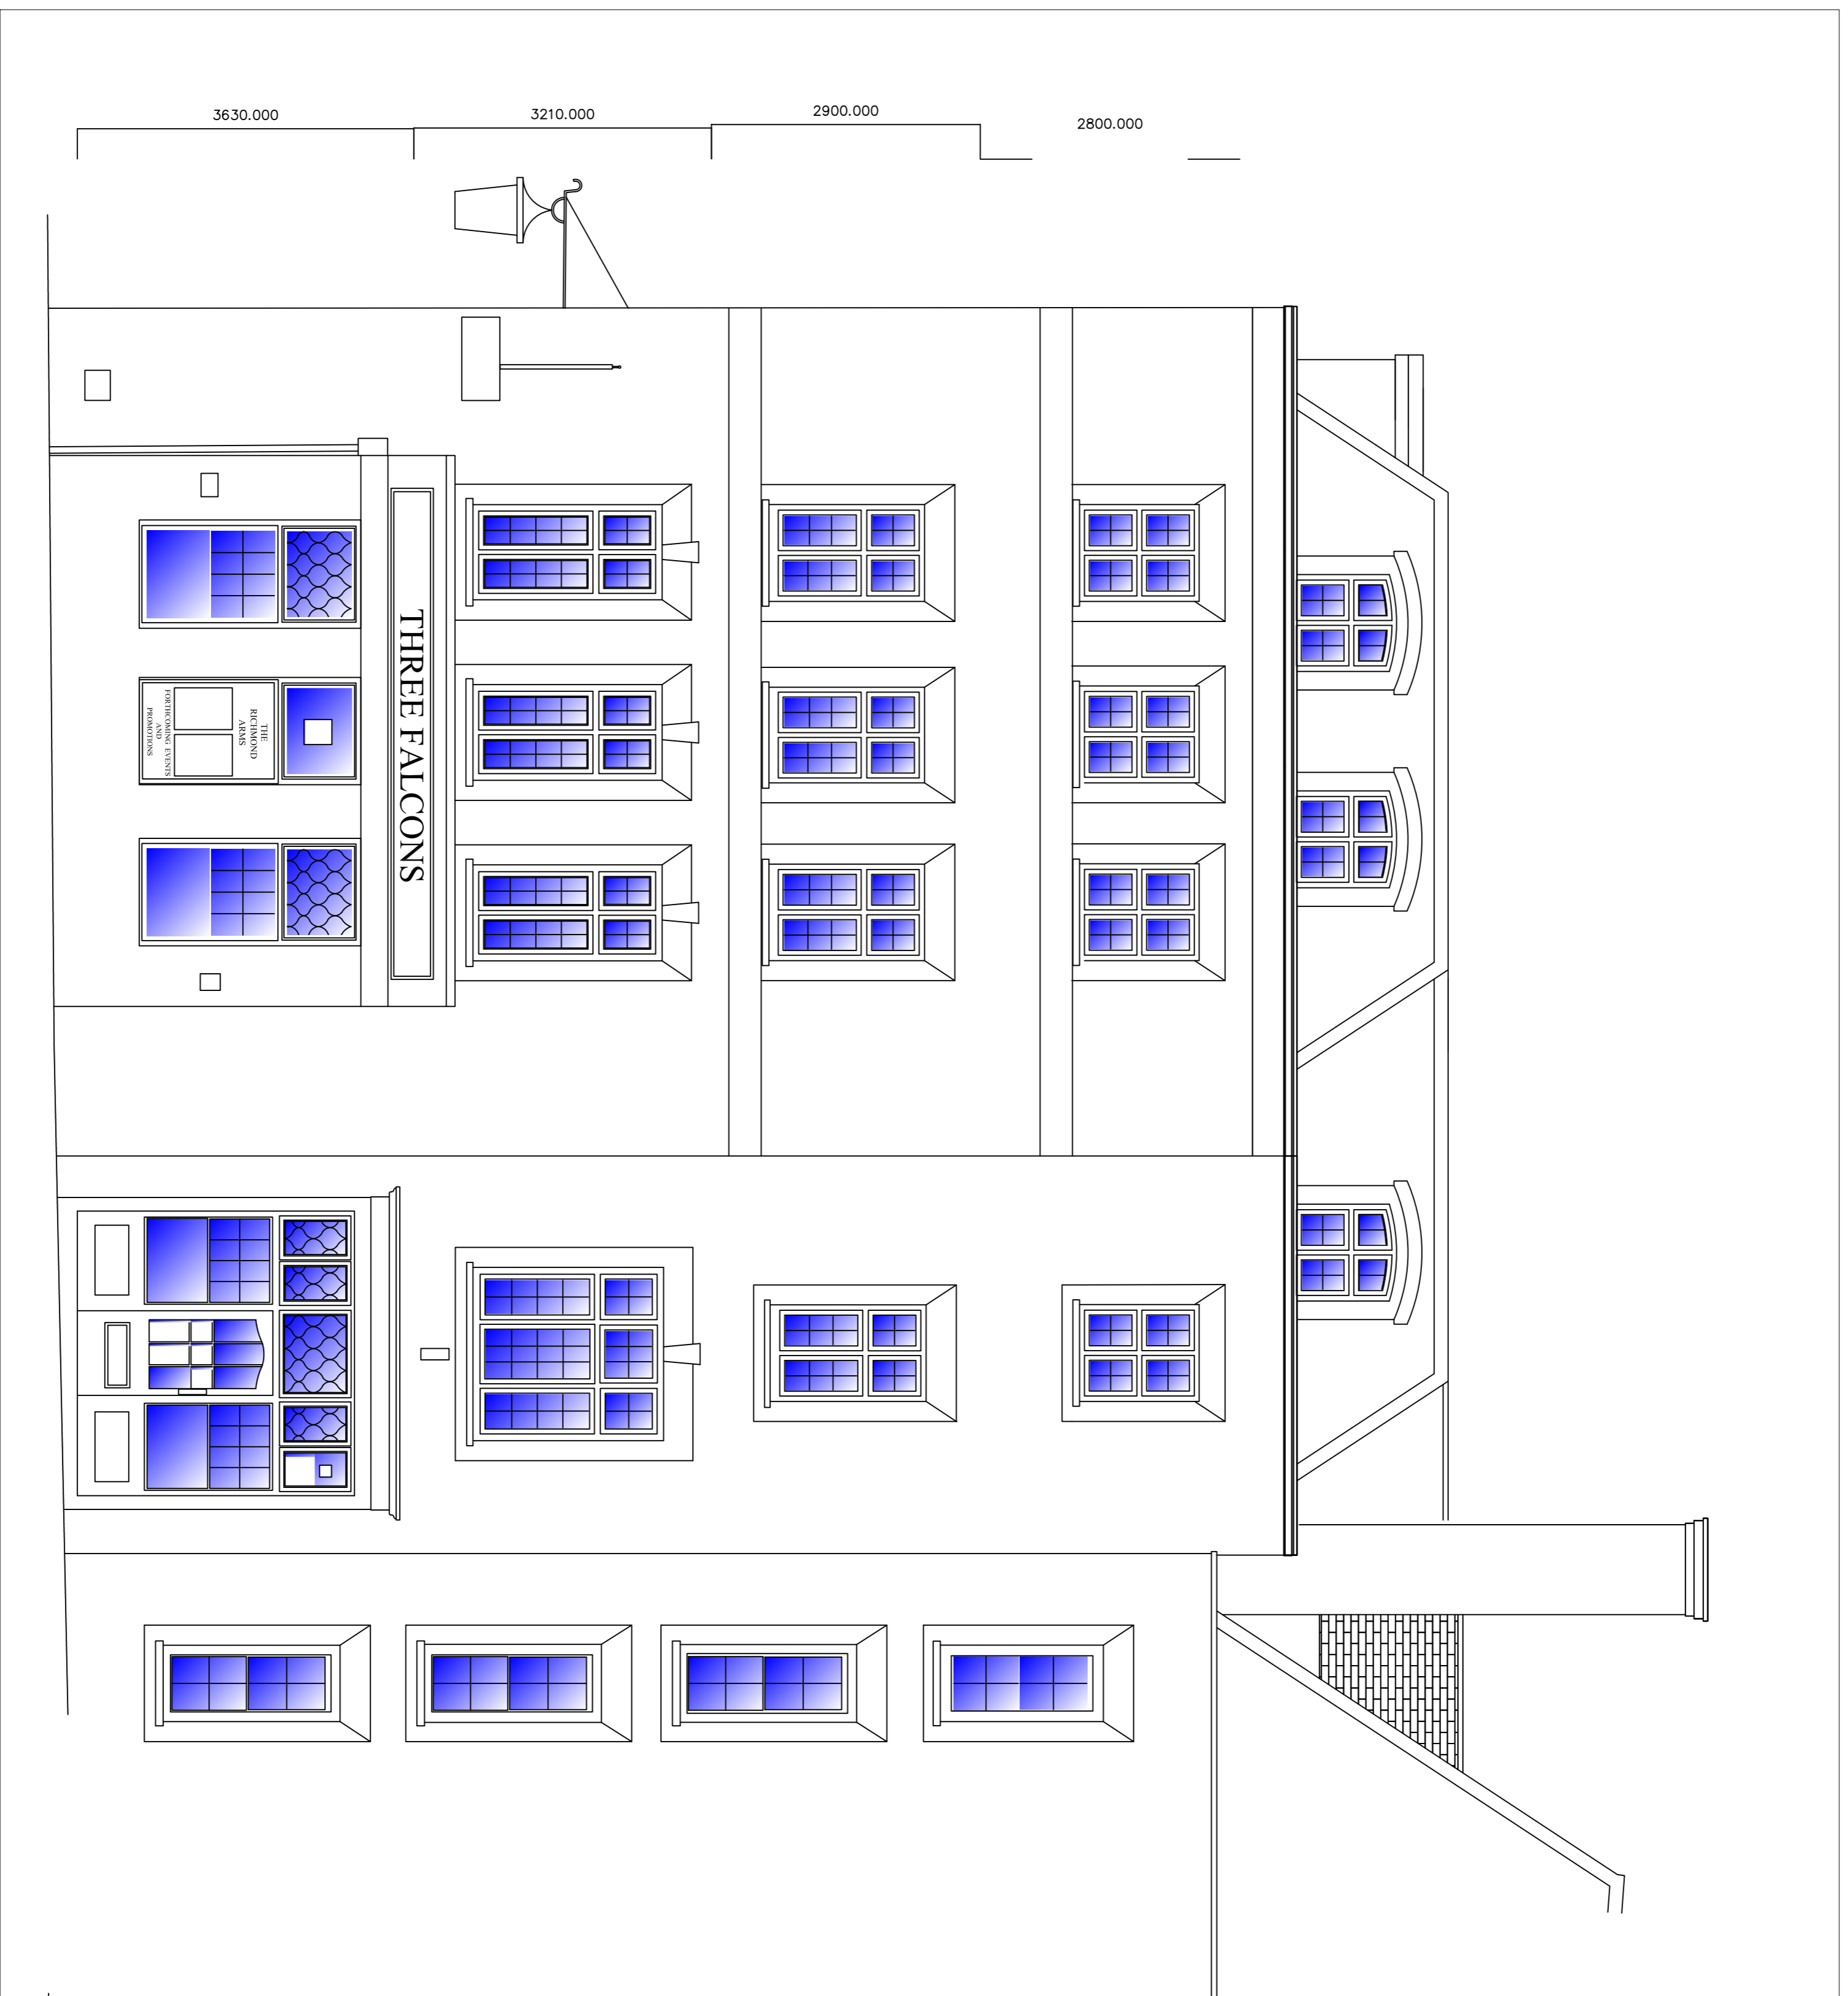 3630.000
3210.000
2900.000
2800.000
THREE FALCONS
THE
RICHMOND
ARMS
FORTHCOMING EVENTS
AND
PROMOTIONS